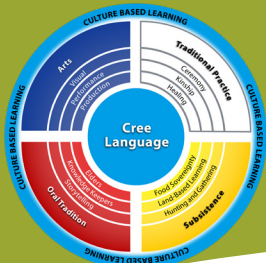 CULTURE BASED LEARNING
Arts
Visual
Performance
Production
Traditional Practice
Ceremony
Kinship
Healing
CULTURE BASED LEARNING
CULTURE BASED LEARNING
Cree
Language
Oral Tradition
Elders
Knowledge Keepers
Storytelling
Food Sovereignty
Land-Based Learning
Hunting and Gathering
Subsistence
CULTURE BASED LEARNING